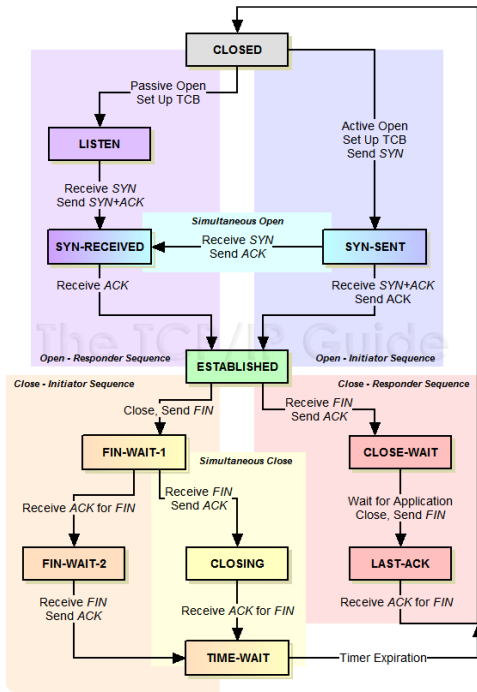 CLOSED
Passive Open
Set Up TCB
LISTEN
Active Open
Set Up TCB
Send SYN
Receive SYN
Send SYN+ACK
Simultaneous Open
SYN-RECEIVED
Receive SYN
Send ACK
SYN-SENT
Receive ACK
Receive SYN+ACK
Send ACK
The TCP/IP Guide
Open - Responder Sequence
Open - Initiator Sequence
ESTABLISHED
Close - Initiator Sequence
Close - Responder Sequence
Close, Send FIN
Receive FIN
Send ACK
FIN-WAIT-1
CLOSE-WAIT
Simultaneous Close
Receive ACK for FIN
Receive FIN
Send ACK
Wait for Application
Close, Send FIN
FIN-WAIT-2
CLOSING
LAST-ACK
Receive FIN
Send ACK
Receive ACK for FIN
Receive ACK for FIN
TIME-WAIT
Timer Expiration